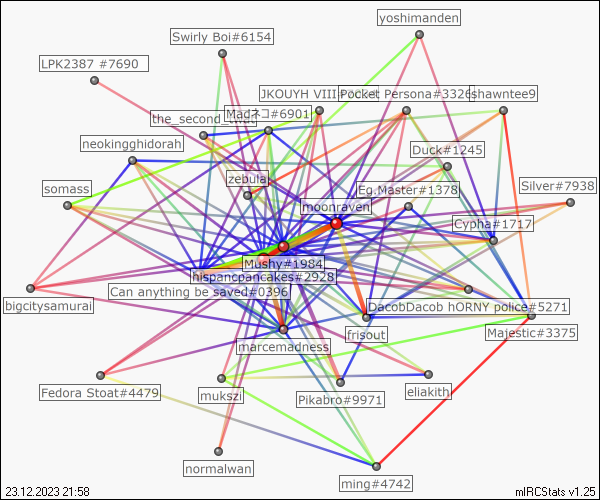 yoshimanden
Swirly Boi#6154
LPK2387 #7690
JKOUYH VIII
Pocket Persona#3326
shawntee9
Madネコ#6901
the_second_
neokingghidorah
Duck#1245
zebular
Eg.Master#1378
Silver#7938
somass
moonraven
Cypha#1717
Mushy#1984
hispancpancakes#2928
Can anything be saved#0396
bigcitysamurai
DacobDacob hORNY police#5271
Majestic#3375
frisout
marcemadness
Fedora Stoat#4479
mukszi
Pikabro#9971
eliakith
normalwan
ming#4742
23.12.2023 21:58
mIRCStats v1.25